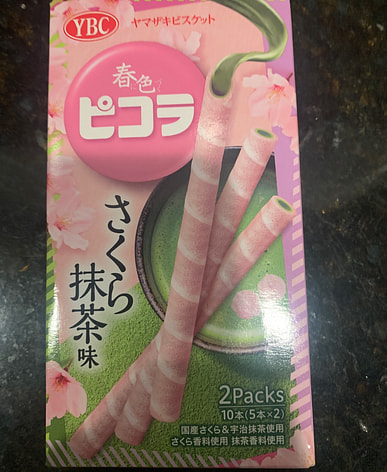 YBC ヤマザキビスケット
春色
ピコラ
さくら
抹茶味
2Packs
10本(5本×2)
国産さくら&宇治抹茶使用
さくら香料使用 抹茶香料使用